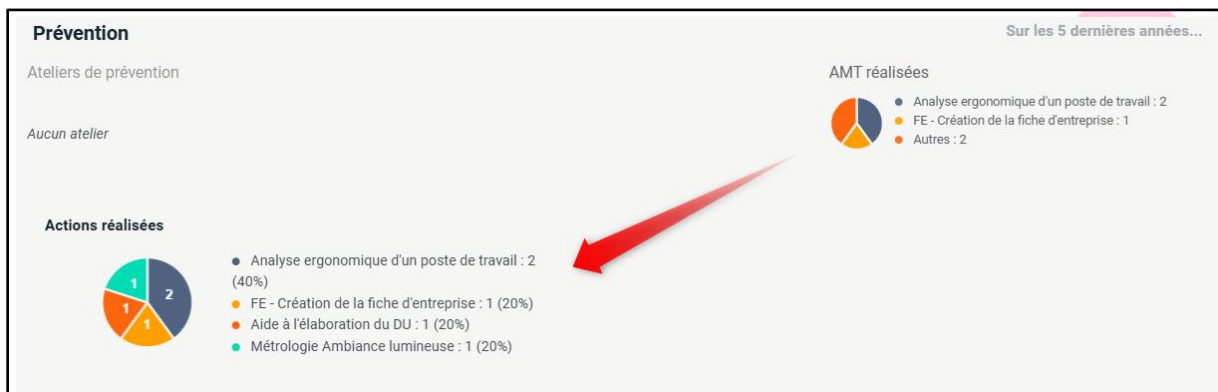 Prévention
Sur les 5 dernières années...
Ateliers de prévention
AMT réalisées
Analyse ergonomique d'un poste de travail : 2
FE - Création de la fiche d'entreprise : 1
Autres : 2
Aucun atelier
Actions réalisées
1
2
1
1
Analyse ergonomique d'un poste de travail : 2
(40%)
FE - Création de la fiche d'entreprise : 1 (20%)
Aide à l'élaboration du DU : 1 (20%)
Métrologie Ambiance lumineuse : 1 (20%)